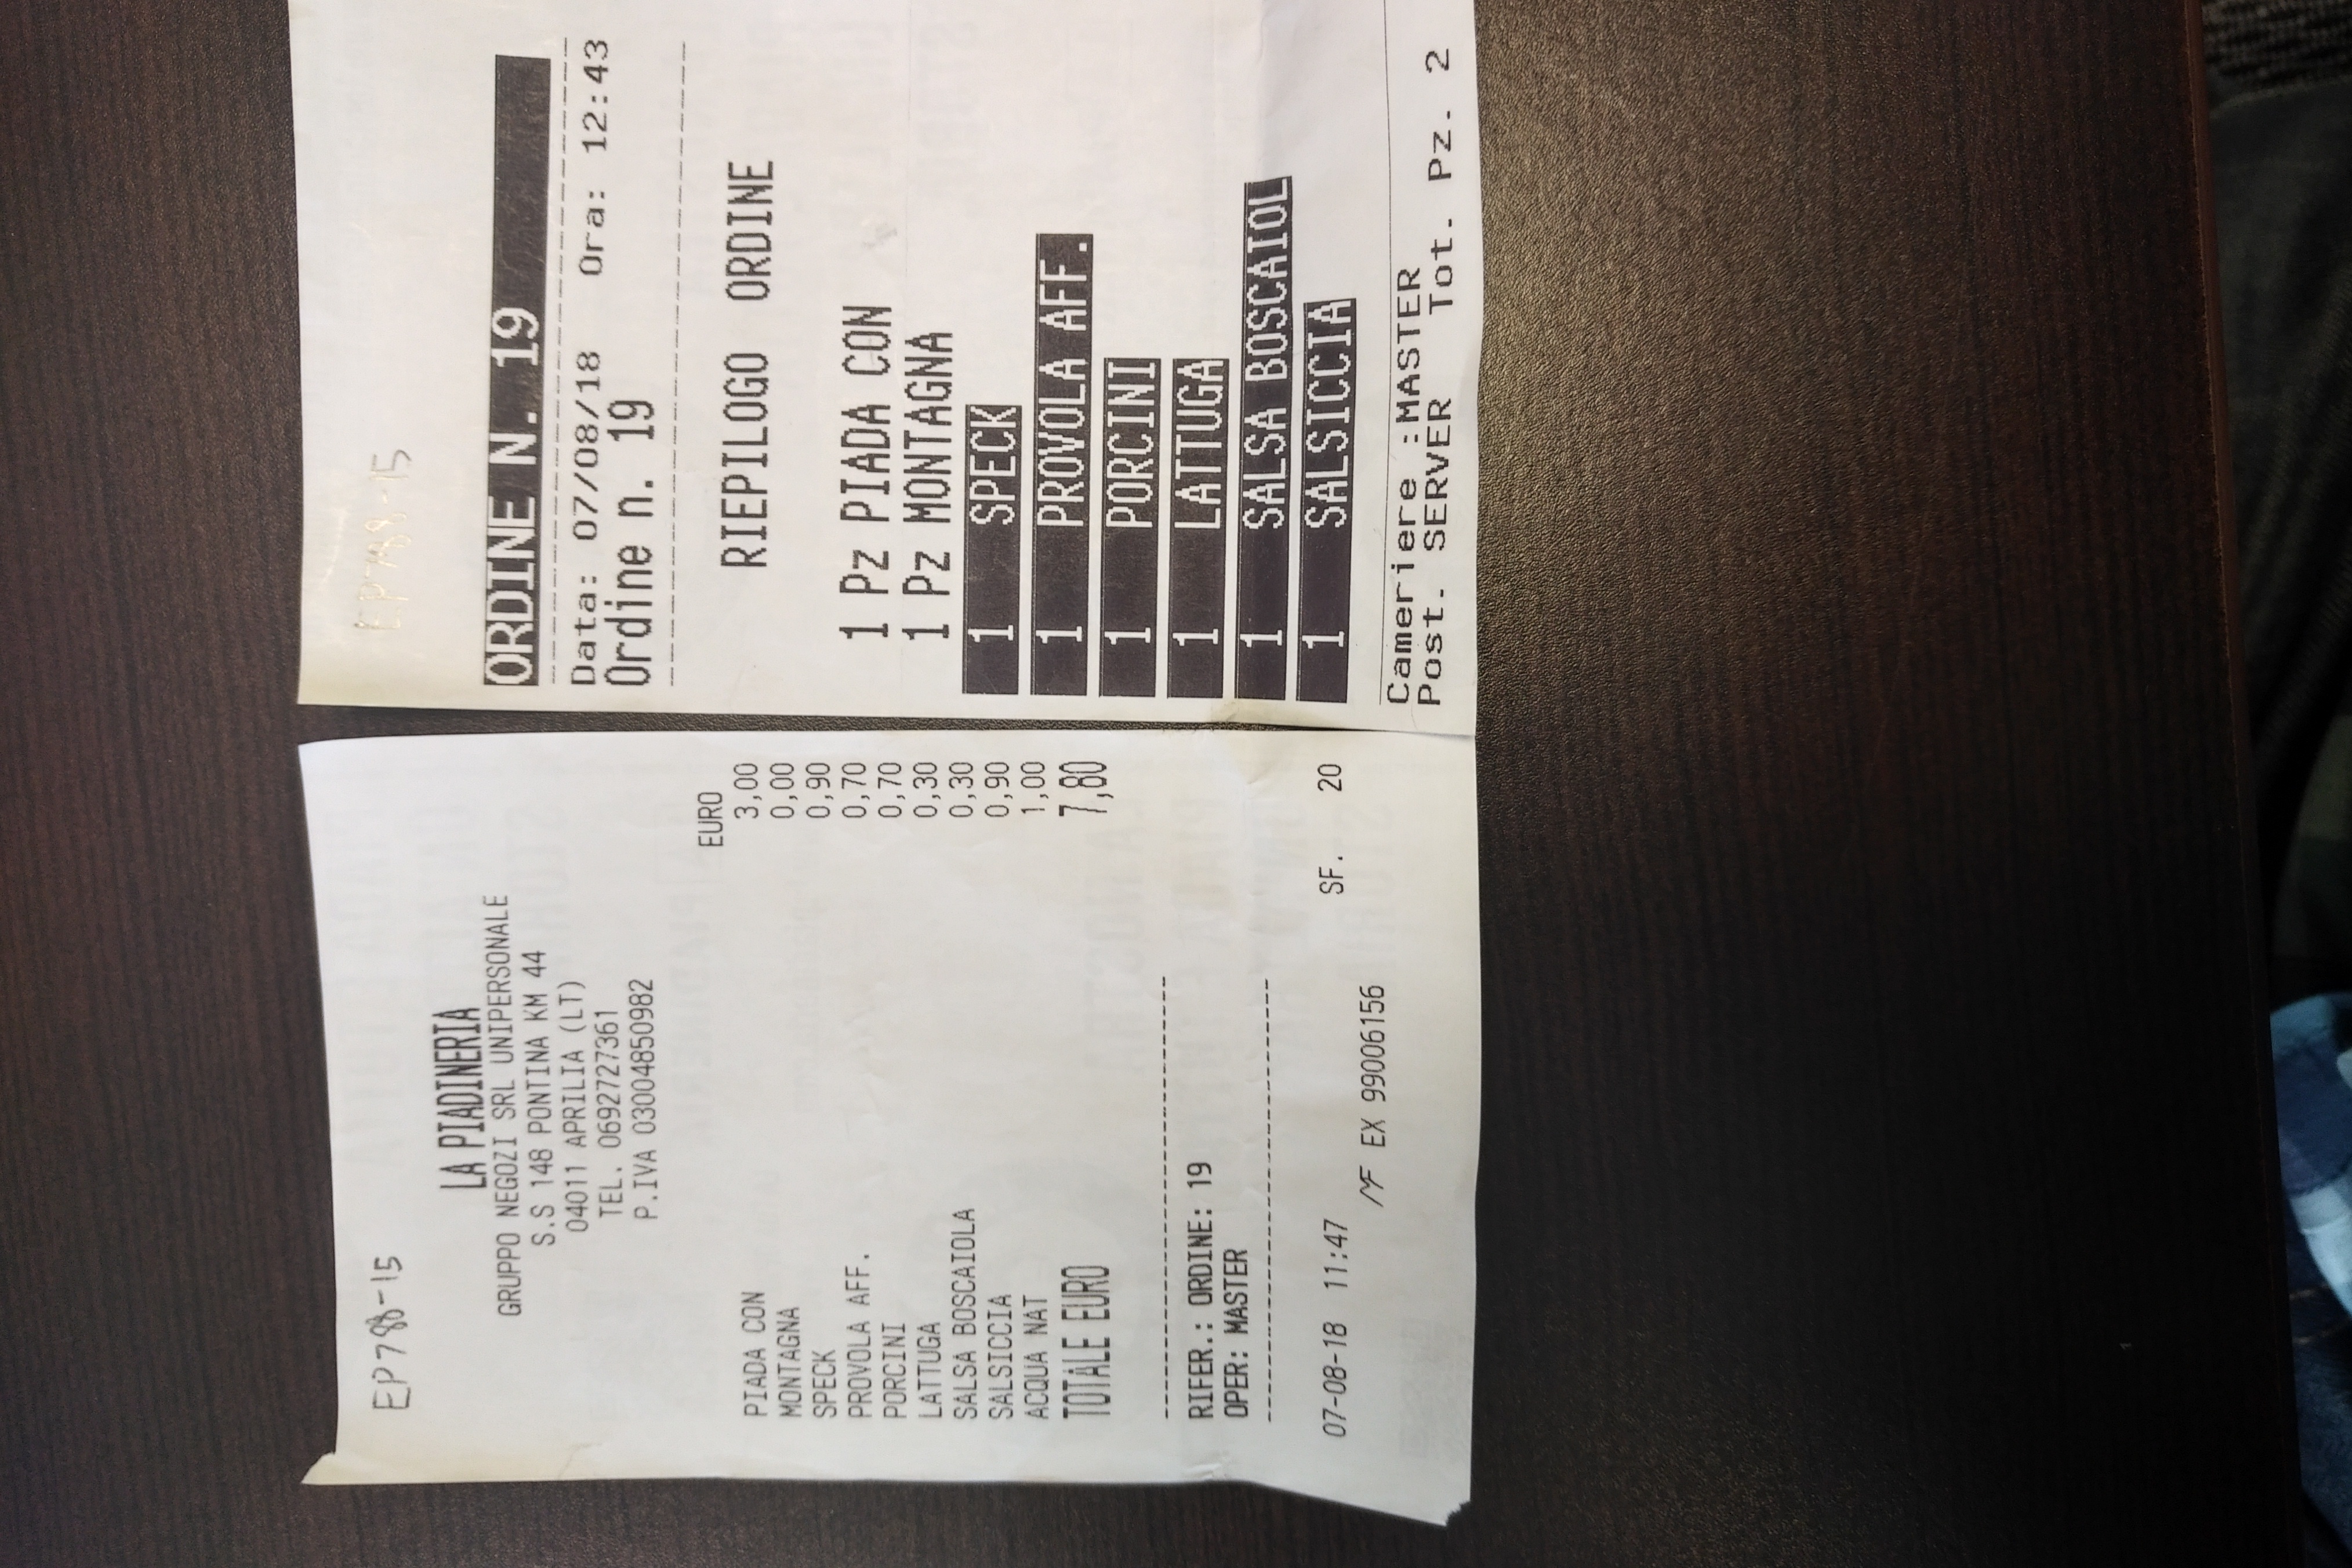 EP788-15
LA PIADINERIA
GRUPPO NEGOZI SRL UNIPERSONALE
S.S 148 PONTINA KM 44
04011 APRILIA (LT)
TEL. 0692727361
P.IVA 03004850982
EURO
PIADA CON 3,00
MONTAGNA 0,00
SPECK 0,90
PROVOLA AFF. 0,70
PORCINI 0,70
LATTUGA 0,30
SALSA BOSCAIOLA 0,30
SALSICCIA 0,90
ACQUA NAT 1,00
TOTALE EURO 7,80
RIFER.: ORDINE: 19
OPER: MASTER
07-08-18 11:47 SF. 20
MF EX 99006156
EP788-15
ORDINE N. 19
Data: 07/08/18 Ora: 12:43
Ordine n. 19
RIEPILOGO ORDINE
1 Pz PIADA CON
1 Pz MONTAGNA
1 SPECK
1 PROVOLA AFF.
1 PORCINI
1 LATTUGA
1 SALSA BOSCAIOL
1 SALSICCIA
Cameriere :MASTER
Post. SERVER Tot. Pz. 2